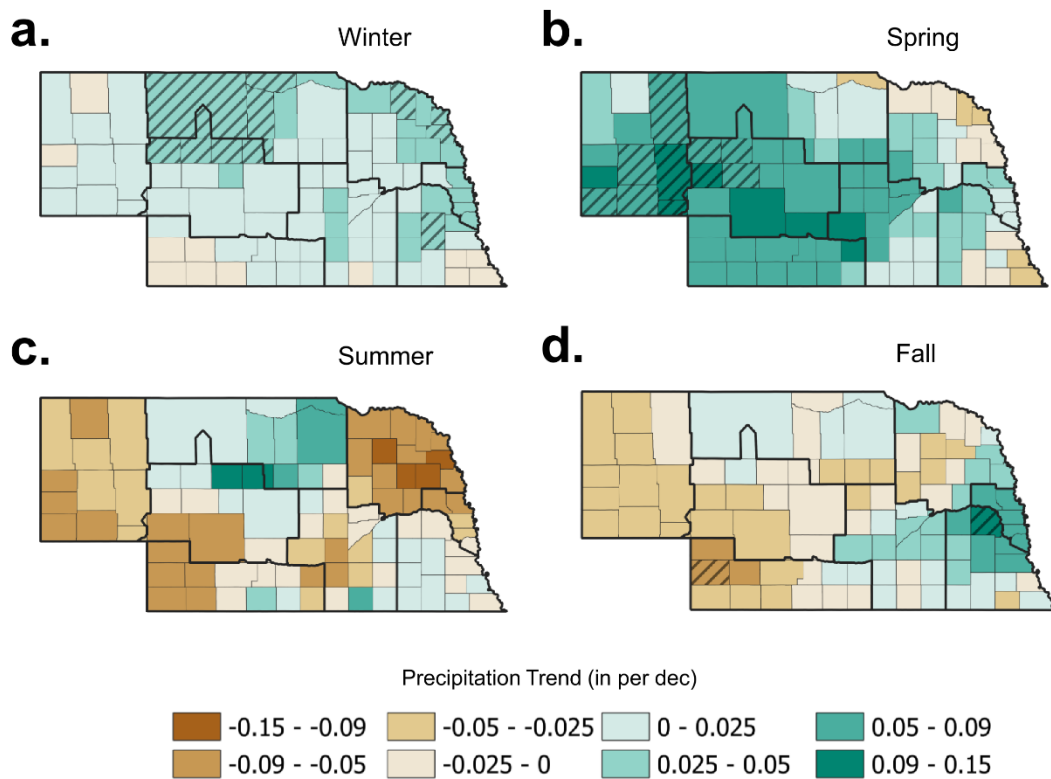 a. Winter
b. Spring
c. Summer
d. Fall
Precipitation Trend (in per dec)
-0.15 - -0.09
-0.05 - -0.025
0 - 0.025
0.05 - 0.09
-0.09 - -0.05
-0.025 - 0
0.025 - 0.05
0.09 - 0.15